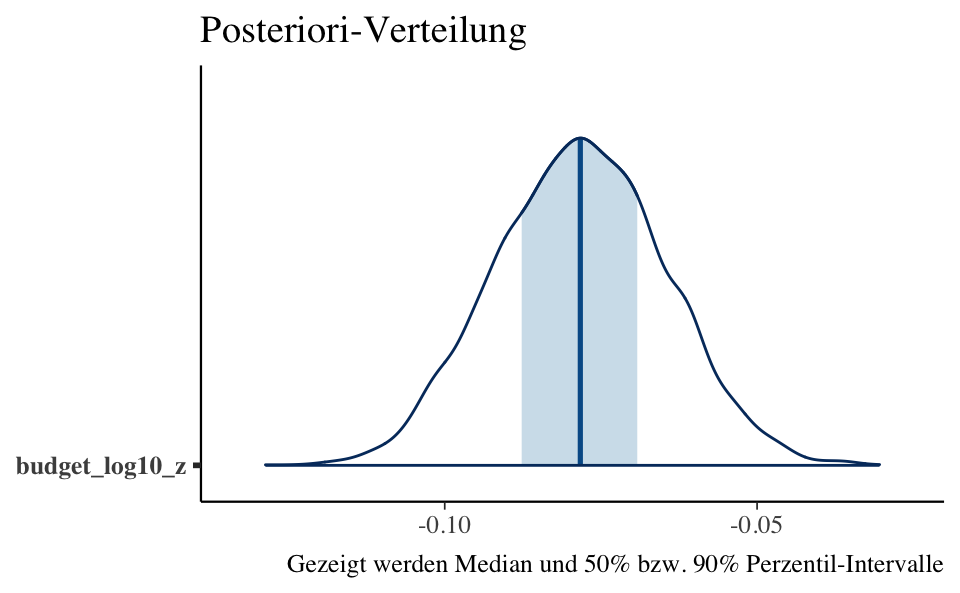 Posteriori-Verteilung
budget_log10_z
-0.10
-0.05
Gezeigt werden Median und 50% bzw. 90% Perzentil-Intervalle